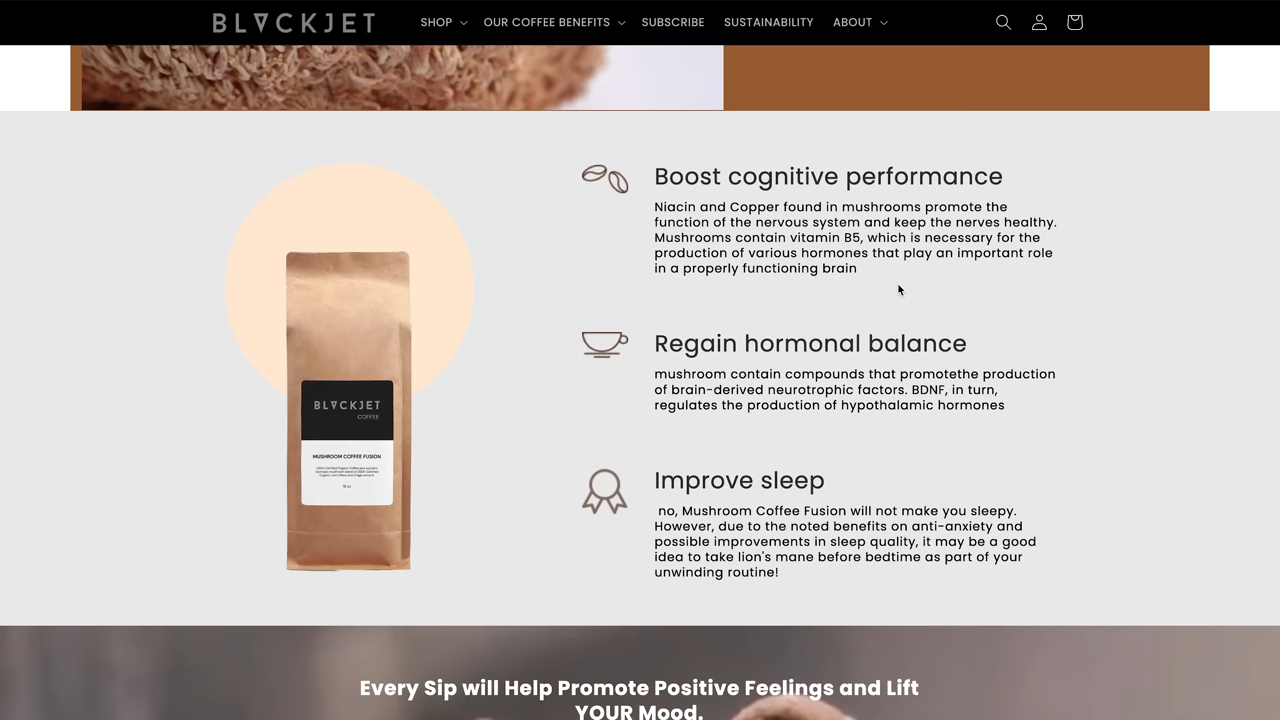 BLVCKJET
SHOP
OUR COFFEE BENEFITS
SUBSCRIBE
SUSTAINABILITY
ABOUT
Boost cognitive performance
Niacin and Copper found in mushrooms promote the
function of the nervous system and keep the nerves healthy.
Mushrooms contain vitamin B5, which is necessary for the
production of various hormones that play an important role
in a properly functioning brain
Regain hormonal balance
mushroom contain compounds that promotethe production
of brain-derived neurotrophic factors. BDNF, in turn,
regulates the production of hypothalamic hormones
Improve sleep
no, Mushroom Coffee Fusion will not make you sleepy.
However, due to the noted benefits on anti-anxiety and
possible improvements in sleep quality, it may be a good
idea to take lion's mane before bedtime as part of your
unwinding routine!
BLVCKJET
COFFEE
MUSHROOM COFFEE FUSION
Every Sip will Help Promote Positive Feelings and Lift
YOUR Mood.